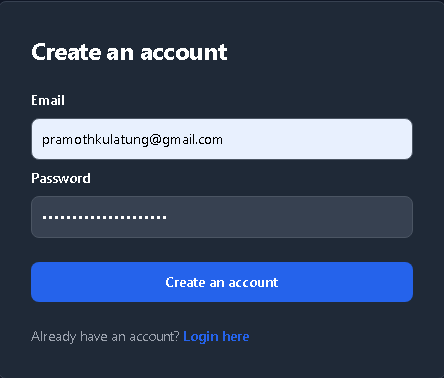 Create an account
Email
pramothkulatung@gmail.com
Password
•••••••••••••••••••••
Create an account
Already have an account? Login here